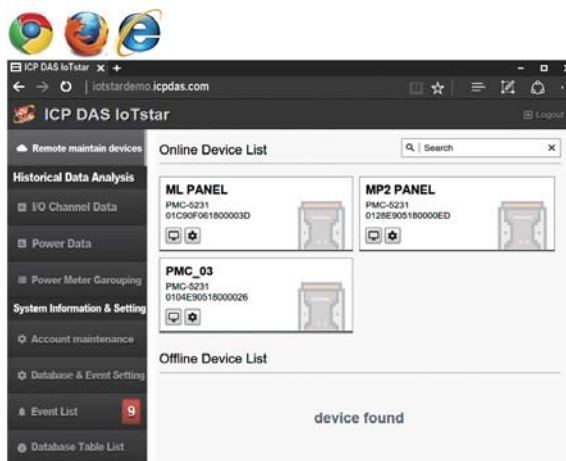 ICP DAS IoTstar
iotstardemo.icpdas.com
ICP DAS IoTstar
Logout
Remote maintain devices
Online Device List
Search
Historical Data Analysis
ML PANEL
PMC-5231
01C90F061800003D
MP2 PANEL
PMC-5231
0128E905180000ED
I/O Channel Data
Power Data
Power Meter Garouping
PMC_03
PMC-5231
0104E90518000026
System Information & Setting
Account maintenance
Offline Device List
Database & Event Setting
Event List
9
device found
Database Table List